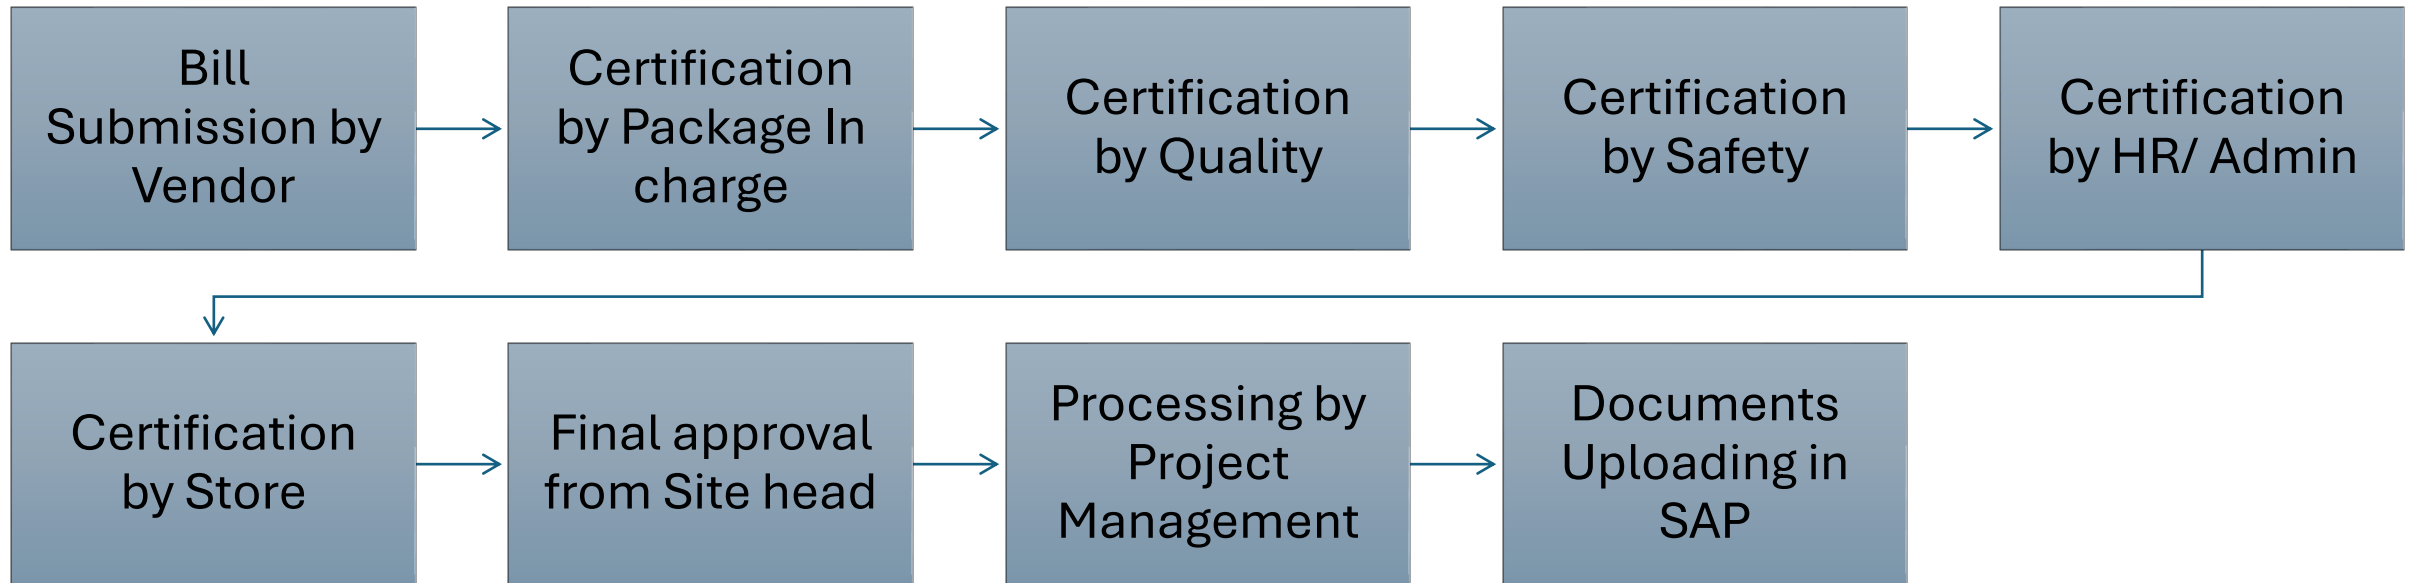 Bill
Submission by
Vendor
Certification
by Package In
charge
Certification
by Quality
Certification
by Safety
Certification
by HR/ Admin
Certification
by Store
Final approval
from Site head
Processing by
Project
Management
Documents
Uploading in
SAP